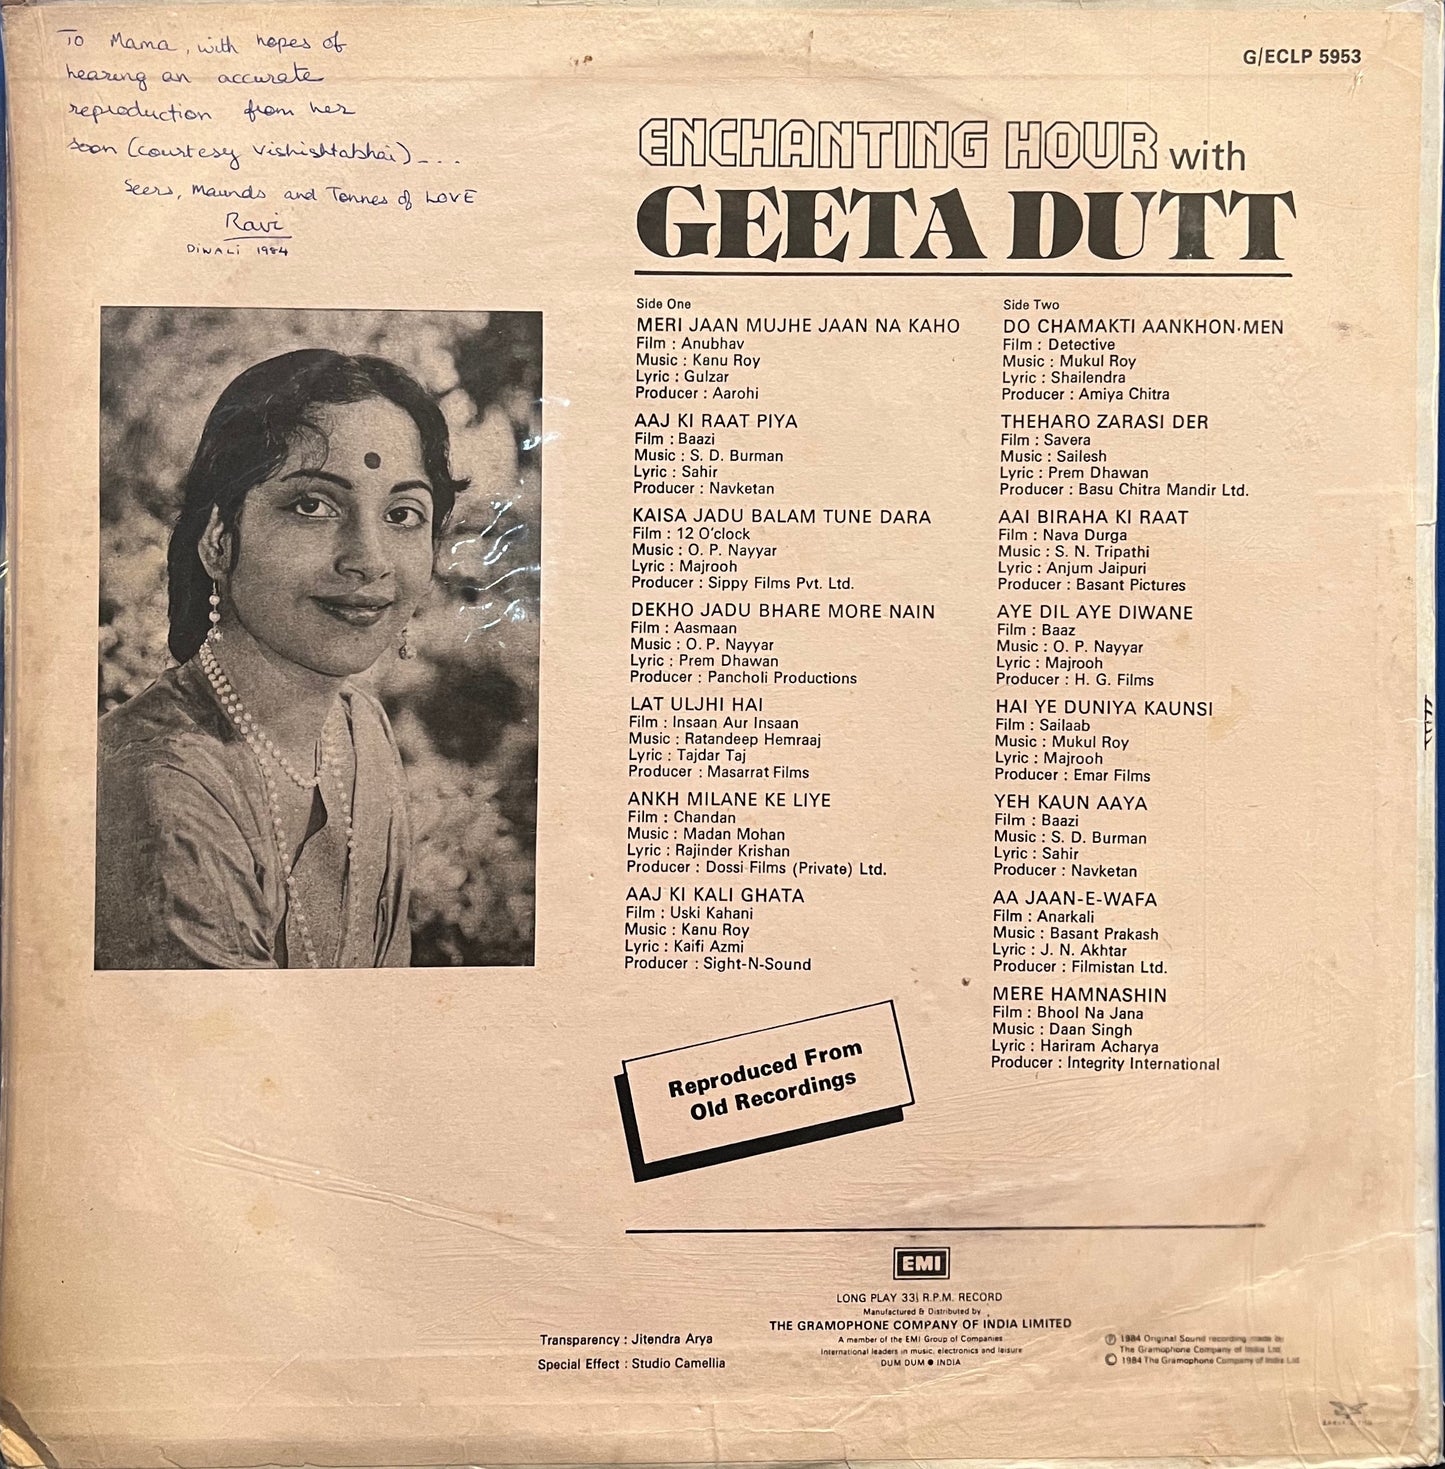 To Mama, with hopes of
hearing an accurate
reproduction from her
soon (courtesy Vishishtabhai) ....
Seers, Maunds and Tonnes of LOVE
Ravi
DIWALI 1984
G/ECLP 5953
ENCHANTING HOUR with
GEETA DUTT
Side One
MERI JAAN MUJHE JAAN NA KAHO
Film : Anubhav
Music : Kanu Roy
Lyric : Gulzar
Producer : Aarohi
AAJ KI RAAT PIYA
Film : Baazi
Music : S. D. Burman
Lyric : Sahir
Producer : Navketan
KAISA JADU BALAM TUNE DARA
Film : 12 O'clock
Music : O. P. Nayyar
Lyric : Majrooh
Producer : Sippy Films Pvt. Ltd.
DEKHO JADU BHARE MORE NAIN
Film : Aasmaan
Music : O. P. Nayyar
Lyric : Prem Dhawan
Producer : Pancholi Productions
LAT ULJHI HAI
Film : Insaan Aur Insaan
Music : Ratandeep Hemraaj
Lyric : Tajdar Taj
Producer : Masarrat Films
ANKH MILANE KE LIYE
Film : Chandan
Music : Madan Mohan
Lyric : Rajinder Krishan
Producer : Dossi Films (Private) Ltd.
AAJ KI KALI GHATA
Film : Uski Kahani
Music : Kanu Roy
Lyric : Kaifi Azmi
Producer : Sight-N-Sound
Side Two
DO CHAMAKTI AANKHON·MEN
Film : Detective
Music : Mukul Roy
Lyric : Shailendra
Producer : Amiya Chitra
THEHARO ZARASI DER
Film : Savera
Music : Sailesh
Lyric : Prem Dhawan
Producer : Basu Chitra Mandir Ltd.
AAI BIRAHA KI RAAT
Film : Nava Durga
Music : S. N. Tripathi
Lyric : Anjum Jaipuri
Producer : Basant Pictures
AYE DIL AYE DIWANE
Film : Baaz
Music : O. P. Nayyar
Lyric : Majrooh
Producer : H. G. Films
HAI YE DUNIYA KAUNSI
Film : Sailaab
Music : Mukul Roy
Lyric : Majrooh
Producer : Emar Films
YEH KAUN AAYA
Film : Baazi
Music : S. D. Burman
Lyric : Sahir
Producer : Navketan
AA JAAN-E-WAFA
Film : Anarkali
Music : Basant Prakash
Lyric : J. N. Akhtar
Producer : Filmistan Ltd.
MERE HAMNASHIN
Film : Bhool Na Jana
Music : Daan Singh
Lyric : Hariram Acharya
Producer : Integrity International
Reproduced From
Old Recordings
EMI
LONG PLAY 33⅓ R.P.M. RECORD
Manufactured & Distributed by
THE GRAMOPHONE COMPANY OF INDIA LIMITED
A member of the EMI Group of Companies
International leaders in music, electronics and leisure
DUM DUM ● INDIA
Transparency : Jitendra Arya
Special Effect : Studio Camellia
Ⓟ 1984 Original Sound recording made by
The Gramophone Company of India Ltd.
© 1984 The Gramophone Company of India Ltd.